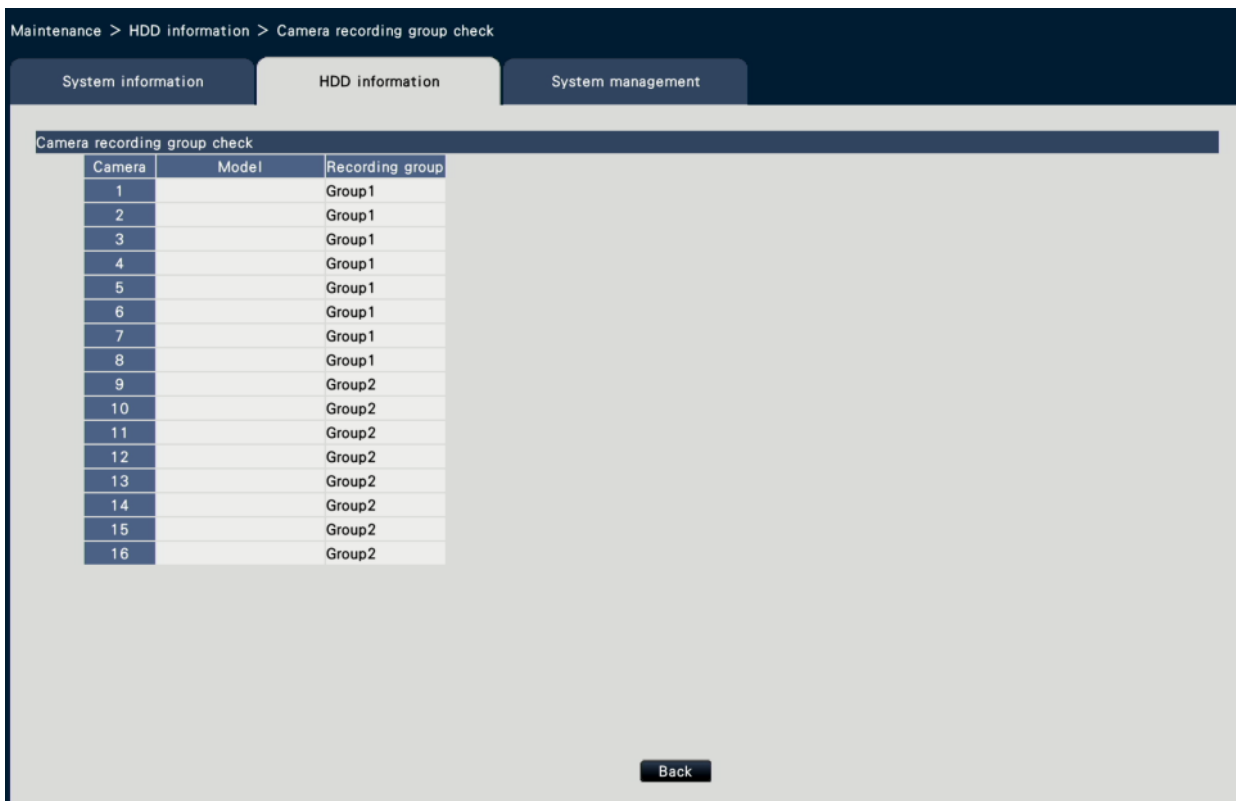 Maintenance > HDD information > Camera recording group check
System information HDD information System management
Camera recording group check
Camera Model Recording group
1 Group1
2 Group1
3 Group1
4 Group1
5 Group1
6 Group1
7 Group1
8 Group1
9 Group2
10 Group2
11 Group2
12 Group2
13 Group2
14 Group2
15 Group2
16 Group2
Back